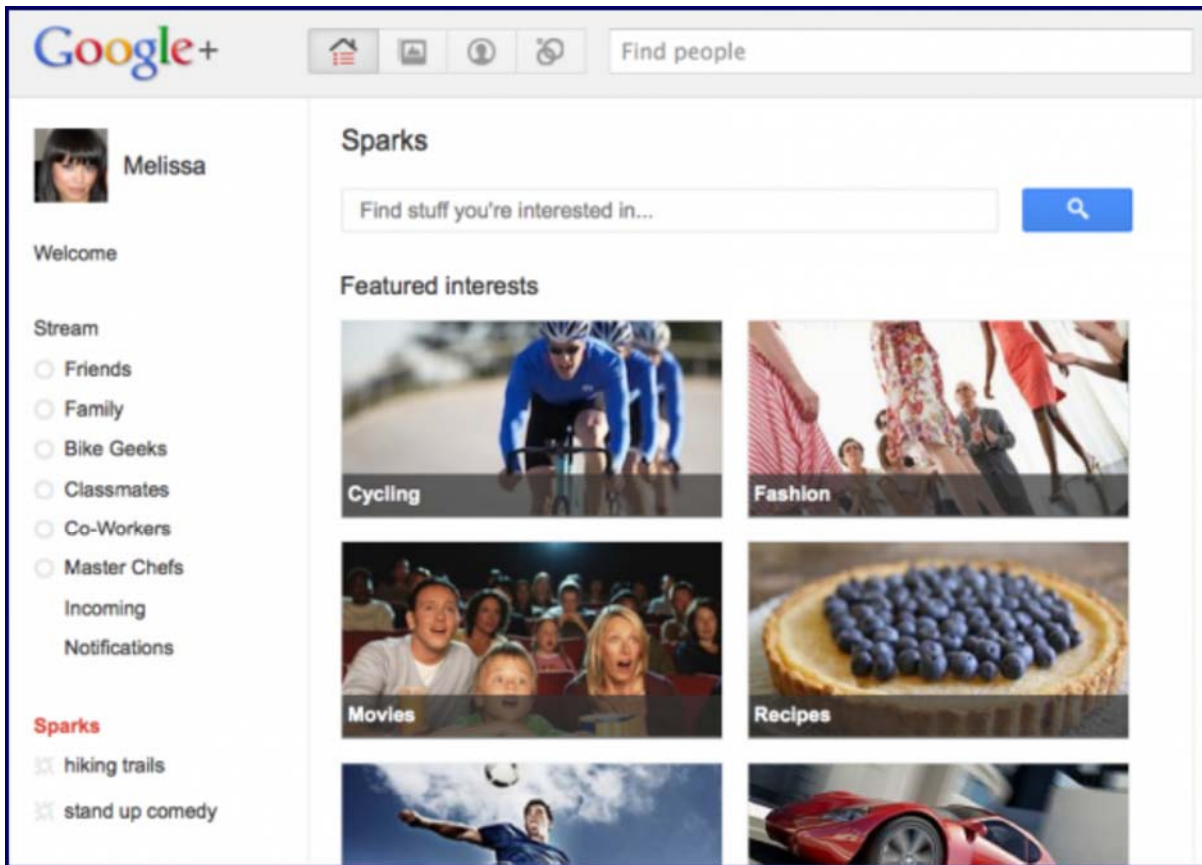 Google+
Find people
Melissa
Welcome
Stream
Friends
Family
Bike Geeks
Classmates
Co-Workers
Master Chefs
Incoming
Notifications
Sparks
hiking trails
stand up comedy
Sparks
Find stuff you're interested in...
Featured interests
Cycling
Fashion
Movies
Recipes